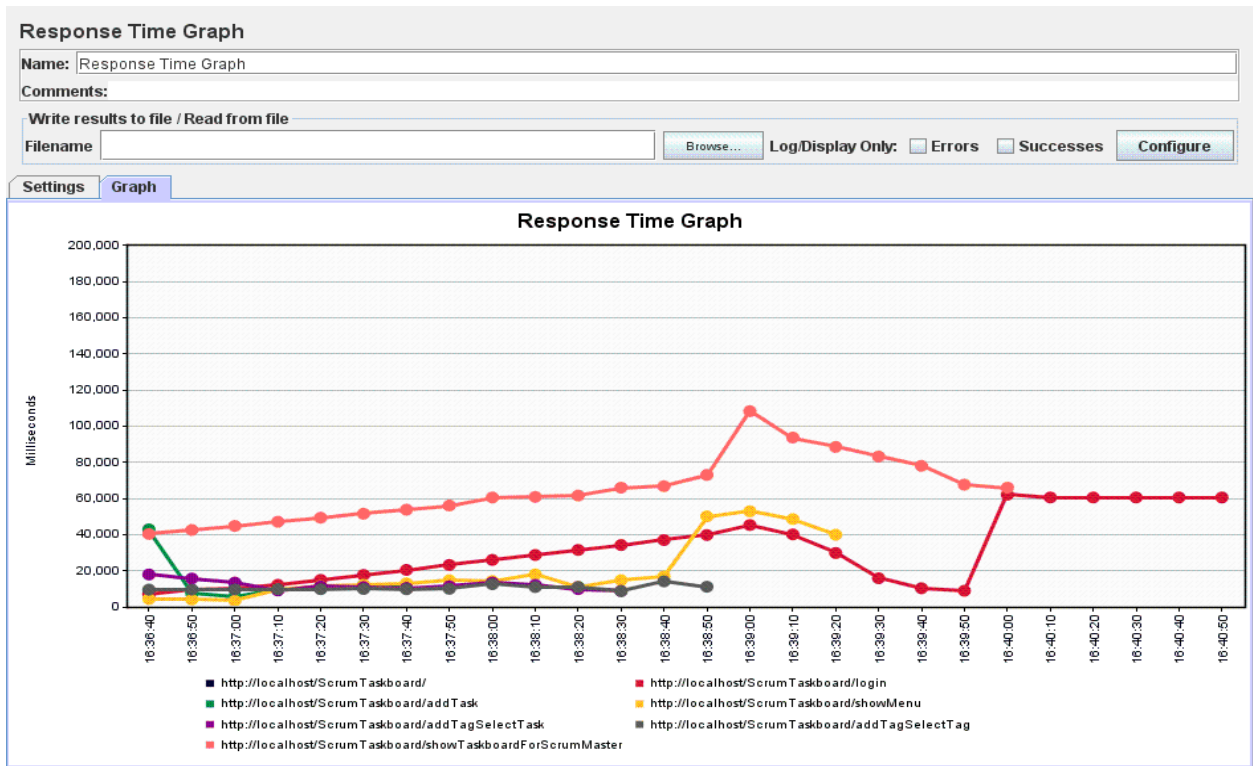 Response Time Graph
Name: Response Time Graph
Comments:
Write results to file / Read from file
Filename Browse... Log/Display Only: Errors Successes Configure
Settings Graph
Response Time Graph
200,000
180,000
160,000
140,000
120,000
100,000
80,000
60,000
40,000
20,000
0
Milliseconds
16:36:40 16:36:50 16:37:00 16:37:10 16:37:20 16:37:30 16:37:40 16:37:50 16:38:00 16:38:10 16:38:20 16:38:30 16:38:40 16:38:50 16:39:00 16:39:10 16:39:20 16:39:30 16:39:40 16:39:50 16:40:00 16:40:10 16:40:20 16:40:30 16:40:40 16:40:50
http://localhost/ScrumTaskboard/ http://localhost/ScrumTaskboard/login
http://localhost/ScrumTaskboard/addTask http://localhost/ScrumTaskboard/showMenu
http://localhost/ScrumTaskboard/addTagSelectTask http://localhost/ScrumTaskboard/addTagSelectTag
http://localhost/ScrumTaskboard/showTaskboardForScrumMaster